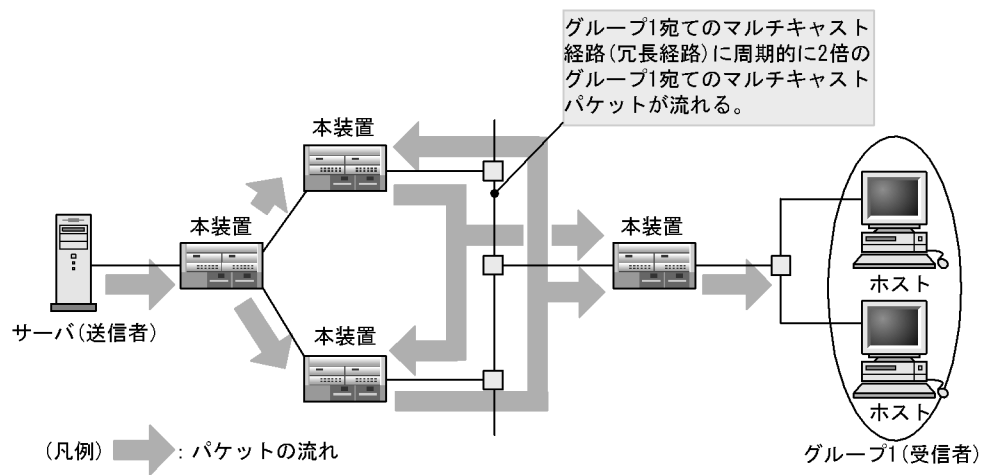 グループ1宛てのマルチキャスト
経路(冗長経路)に周期的に2倍の
グループ1宛てのマルチキャスト
パケットが流れる。
本装置
本装置
本装置
本装置
サーバ(送信者)
ホスト
ホスト
グループ1(受信者)
(凡例) : パケットの流れ